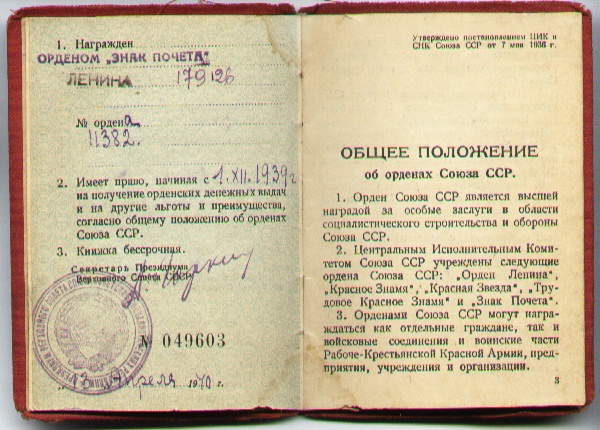 1. Награжден
ОРДЕНОМ „ЗНАК ПОЧЕТА"
ЛЕНИНА 179126
№ ордена
11382.
2. Имеет право, начиная с 1.XII.1939г
на получение орденских денежных выдач
и на другие льготы и преимущества,
согласно общему положению об орденах
Союза ССР.
3. Книжка бессрочная.
Секретарь Президиума
Верховного Совета
№ 049603
13 апреля 1940 г.
Утверждено постановлением ЦИК и
СНК Союза ССР от 7 мая 1936 г.
ОБЩЕЕ ПОЛОЖЕНИЕ
об орденах Союза ССР.
1. Орден Союза ССР является высшей
наградой за особые заслуги в области
социалистического строительства и обороны
Союза ССР.
2. Центральным Исполнительным Комитетом
Союза ССР учреждены следующие
ордена Союза ССР: „Орден Ленина",
„Красное Знамя", „Красная Звезда", „Тру-
довое Красное Знамя" и „Знак Почета".
3. Орденами Союза ССР могут награ-
ждаться как отдельные граждане, так и
войсковые соединения и воинские части
Рабоче-Крестьянской Красной Армии, пред-
приятия, учреждения и организации.
3